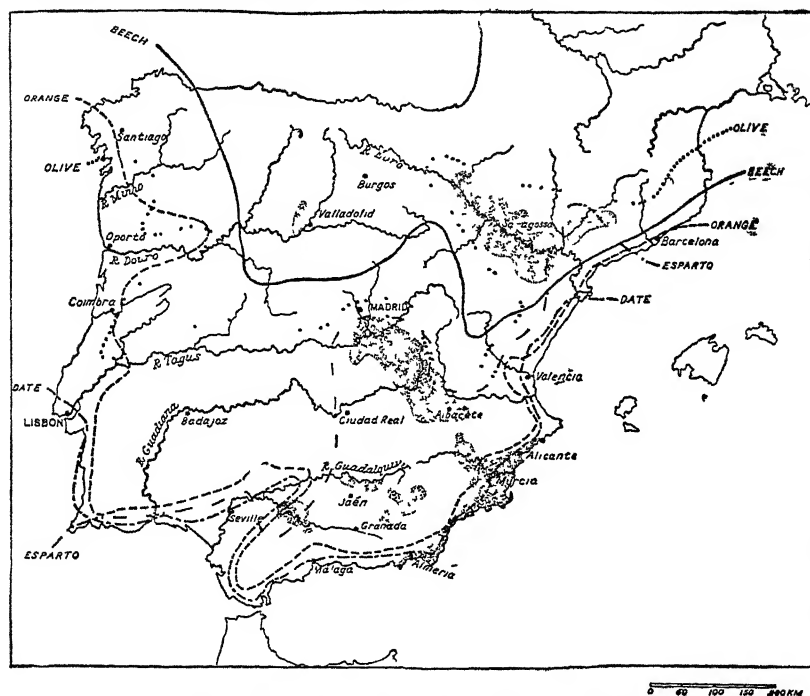 BEECH
ORANGE
Santiago
R EBRO
OLIVE
OLIVE
Burgos
R. MINHO
BEECH
Valladolid
ORANGE
Oporto
Barcelona
R DOURO
ESPARTO
Coimbra
MADRID
DATE
R. Tagus
Valencia
DATE
LISBON
R Guadiana
Badajoz
Ciudad Real
Albacete
Alicante
R. Guadalquivir
Murcia
Jaén
Seville
Granada
ESPARTO
Malaga
Almeria
0 50 100 150 200 KM